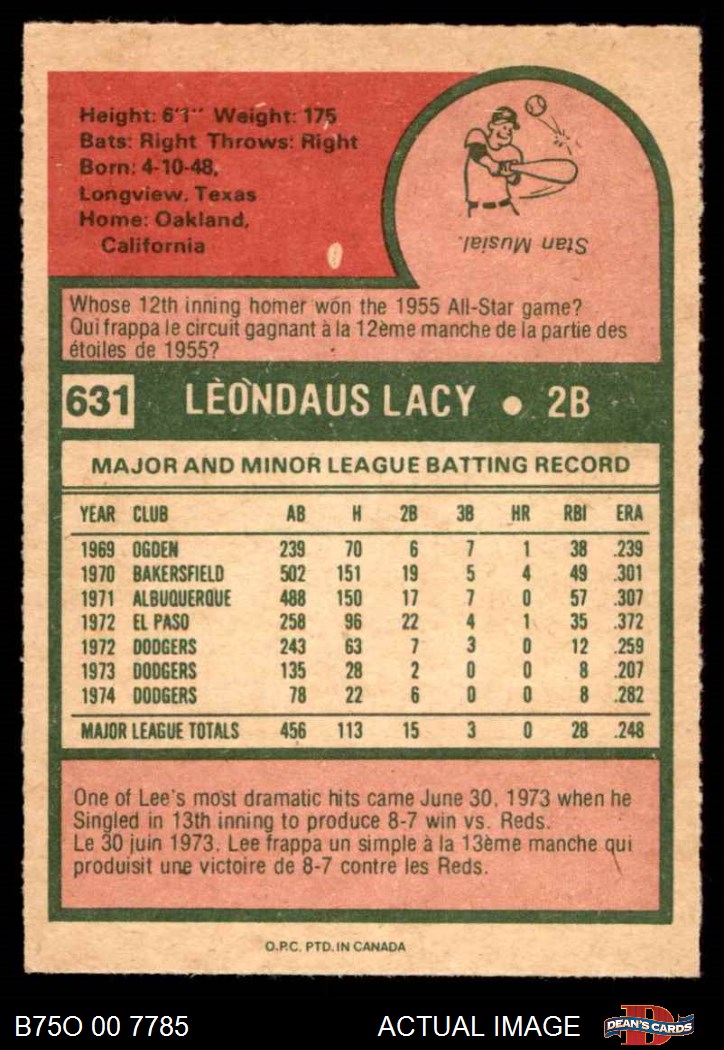 Height: 6'1" Weight: 175
Bats: Right Throws: Right
Born: 4-10-48,
Longview, Texas
Home: Oakland,
California
Stan Musial.
Whose 12th inning homer won the 1955 All-Star game?
Qui frappa le circuit gagnant à la 12ème manche de la partie des
étoiles de 1955?
631 LEONDAUS LACY • 2B
MAJOR AND MINOR LEAGUE BATTING RECORD
YEAR CLUB AB H 2B 3B HR RBI ERA
1969 OGDEN 239 70 6 7 1 38 .239
1970 BAKERSFIELD 502 151 19 5 4 49 .301
1971 ALBUQUERQUE 488 150 17 7 0 57 .307
1972 EL PASO 258 96 22 4 1 35 .372
1972 DODGERS 243 63 7 3 0 12 .259
1973 DODGERS 135 28 2 0 0 8 .207
1974 DODGERS 78 22 6 0 0 8 .282
MAJOR LEAGUE TOTALS 456 113 15 3 0 28 .248
One of Lee's most dramatic hits came June 30, 1973 when he
Singled in 13th inning to produce 8-7 win vs. Reds.
Le 30 juin 1973, Lee frappa un simple à la 13ème manche qui
produisit une victoire de 8-7 contre les Reds.
O.P.C. PTD. IN CANADA
B75O 00 7785 ACTUAL IMAGE DEAN'S CARDS